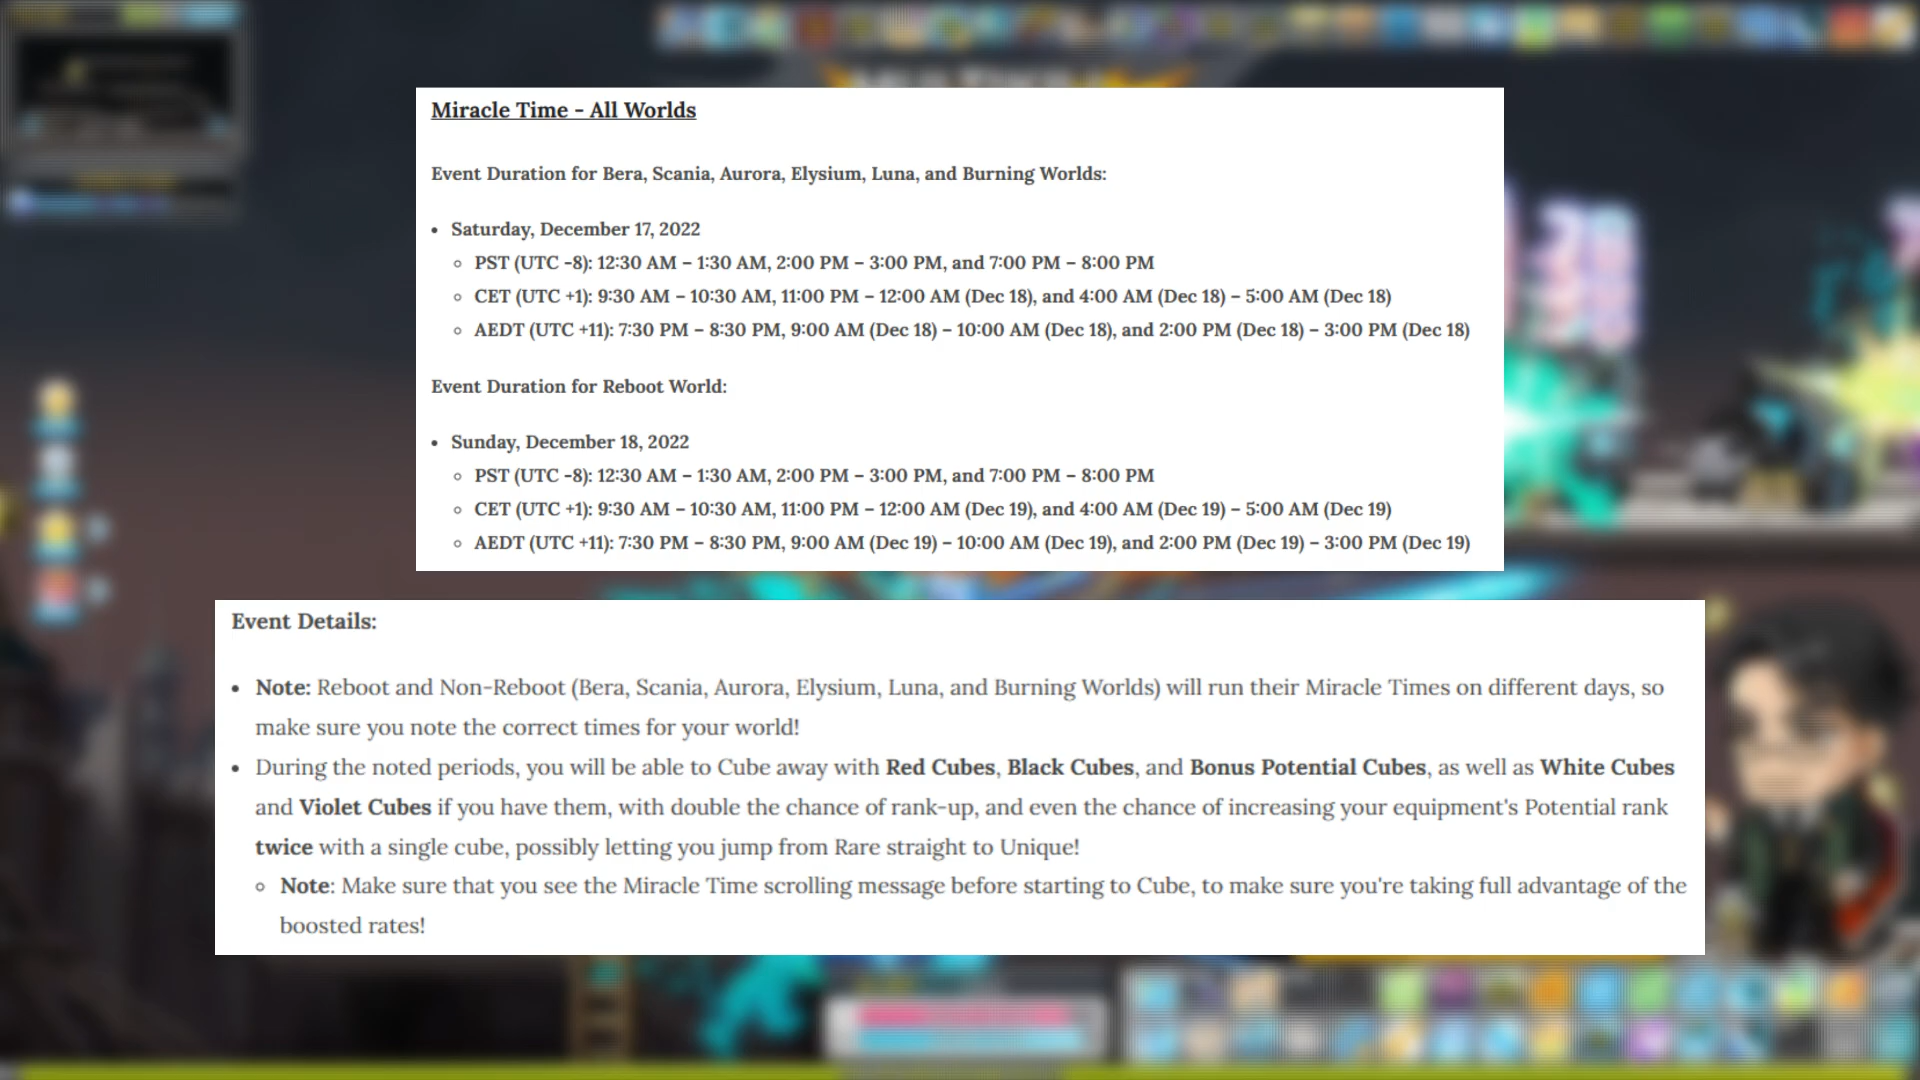 Miracle Time - All Worlds
Event Duration for Bera, Scania, Aurora, Elysium, Luna, and Burning Worlds:
• Saturday, December 17, 2022
◦ PST (UTC -8): 12:30 AM – 1:30 AM, 2:00 PM – 3:00 PM, and 7:00 PM – 8:00 PM
◦ CET (UTC +1): 9:30 AM – 10:30 AM, 11:00 PM – 12:00 AM (Dec 18), and 4:00 AM (Dec 18) – 5:00 AM (Dec 18)
◦ AEDT (UTC +11): 7:30 PM – 8:30 PM, 9:00 AM (Dec 18) – 10:00 AM (Dec 18), and 2:00 PM (Dec 18) – 3:00 PM (Dec 18)
Event Duration for Reboot World:
• Sunday, December 18, 2022
◦ PST (UTC -8): 12:30 AM – 1:30 AM, 2:00 PM – 3:00 PM, and 7:00 PM – 8:00 PM
◦ CET (UTC +1): 9:30 AM – 10:30 AM, 11:00 PM – 12:00 AM (Dec 19), and 4:00 AM (Dec 19) – 5:00 AM (Dec 19)
◦ AEDT (UTC +11): 7:30 PM – 8:30 PM, 9:00 AM (Dec 19) – 10:00 AM (Dec 19), and 2:00 PM (Dec 19) – 3:00 PM (Dec 19)
Event Details:
• Note: Reboot and Non-Reboot (Bera, Scania, Aurora, Elysium, Luna, and Burning Worlds) will run their Miracle Times on different days, so
make sure you note the correct times for your world!
• During the noted periods, you will be able to Cube away with Red Cubes, Black Cubes, and Bonus Potential Cubes, as well as White Cubes
and Violet Cubes if you have them, with double the chance of rank-up, and even the chance of increasing your equipment's Potential rank
twice with a single cube, possibly letting you jump from Rare straight to Unique!
◦ Note: Make sure that you see the Miracle Time scrolling message before starting to Cube, to make sure you're taking full advantage of the
boosted rates!